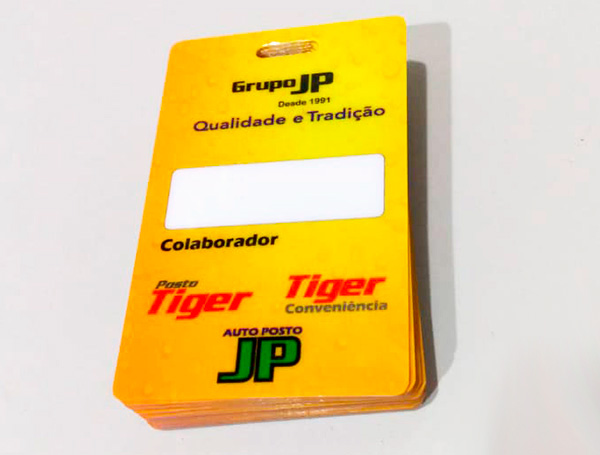 Grupo JP
Desde 1991
Qualidade e Tradição
Colaborador
Posto
Tiger
Tiger
Conveniência
AUTO POSTO
JP